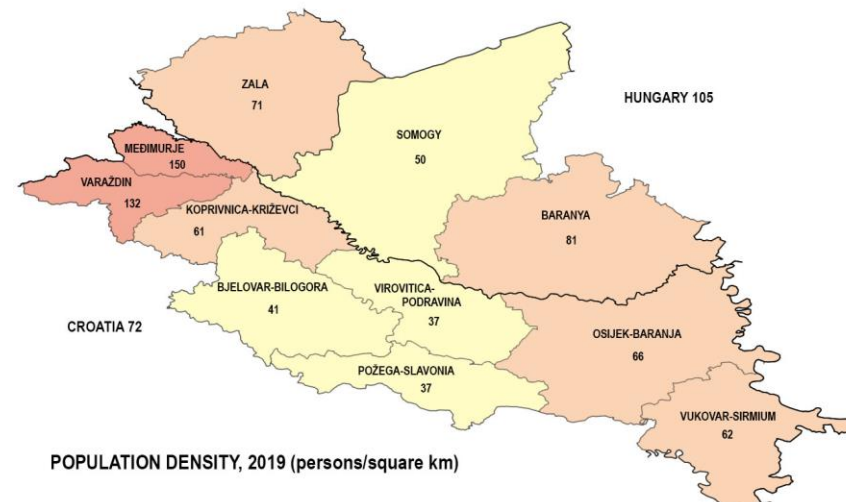 ZALA
71
HUNGARY 105
SOMOGY
50
MEĐIMURJE
150
VARAŽDIN
132
KOPRIVNICA-KRIŽEVCI
61
BARANYA
81
BJELOVAR-BILOGORA
41
VIROVITICA-
PODRAVINA
37
CROATIA 72
OSIJEK-BARANJA
66
POŽEGA-SLAVONIA
37
VUKOVAR-SIRMIUM
62
POPULATION DENSITY, 2019 (persons/square km)